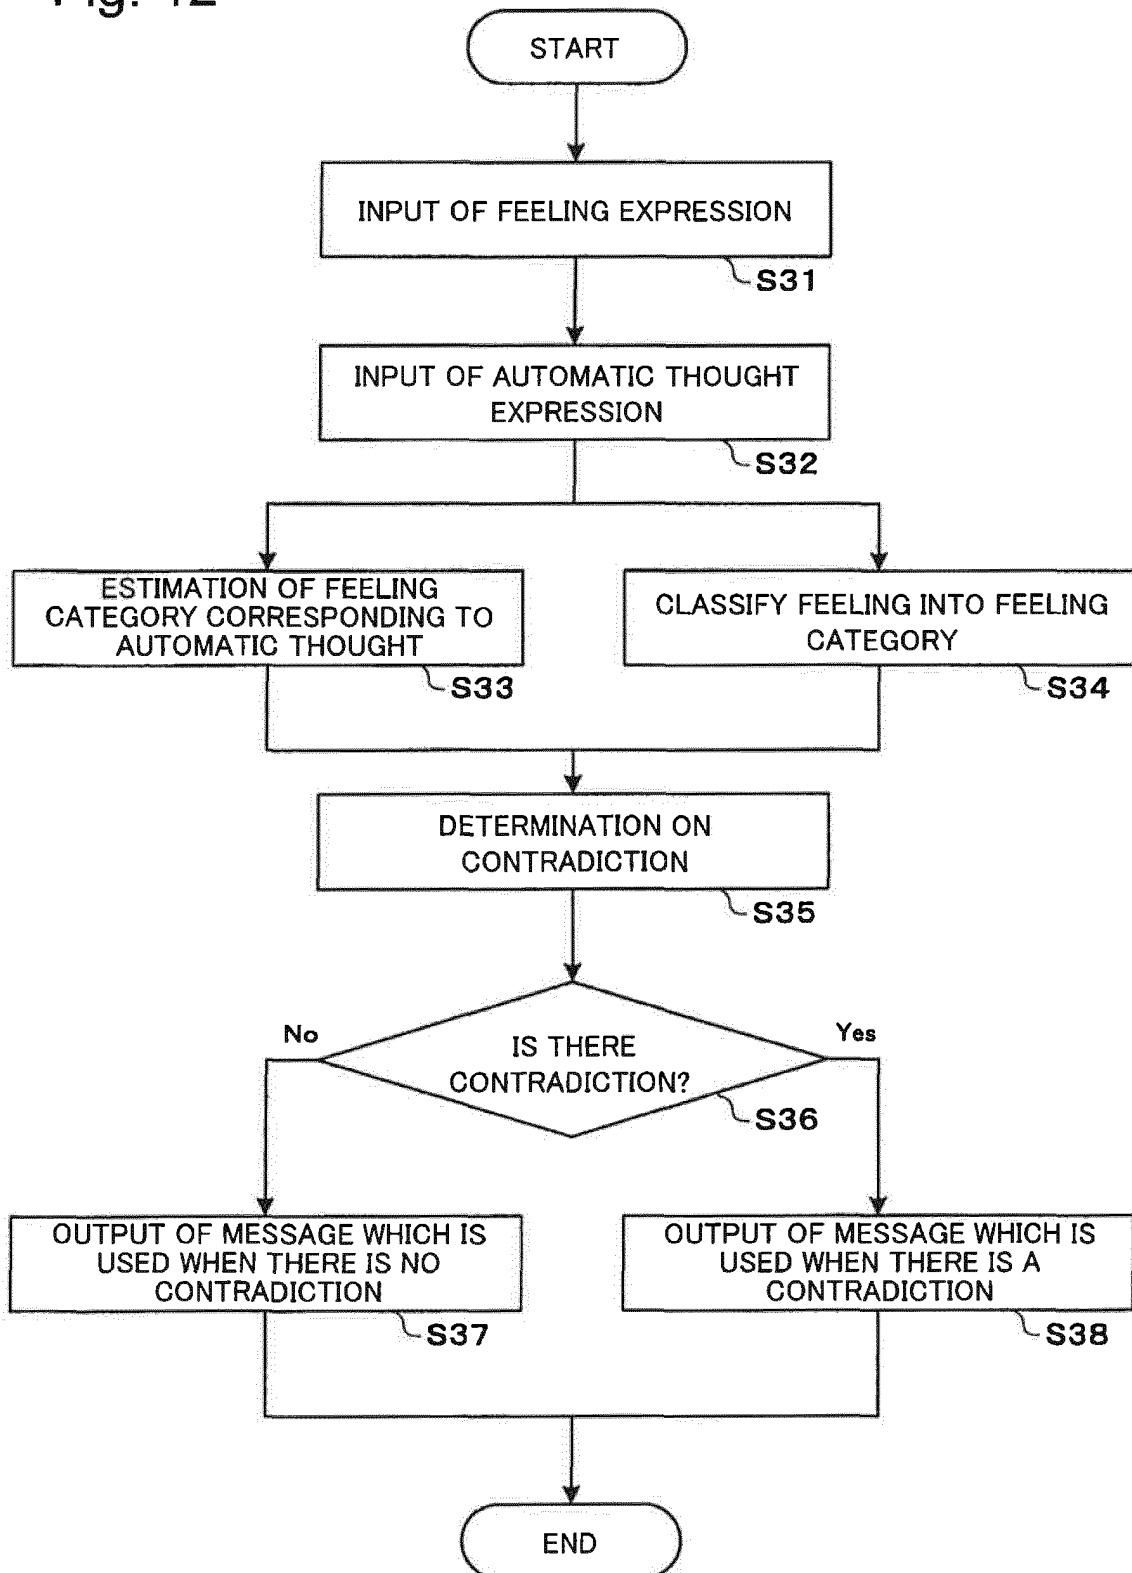 Fig. 12
START
INPUT OF FEELING EXPRESSION
S31
INPUT OF AUTOMATIC THOUGHT
EXPRESSION
S32
ESTIMATION OF FEELING
CATEGORY CORRESPONDING TO
AUTOMATIC THOUGHT
S33
CLASSIFY FEELING INTO FEELING
CATEGORY
S34
DETERMINATION ON
CONTRADICTION
S35
No
Yes
IS THERE
CONTRADICTION?
S36
OUTPUT OF MESSAGE WHICH IS
USED WHEN THERE IS NO
CONTRADICTION
S37
OUTPUT OF MESSAGE WHICH IS
USED WHEN THERE IS A
CONTRADICTION
S38
END